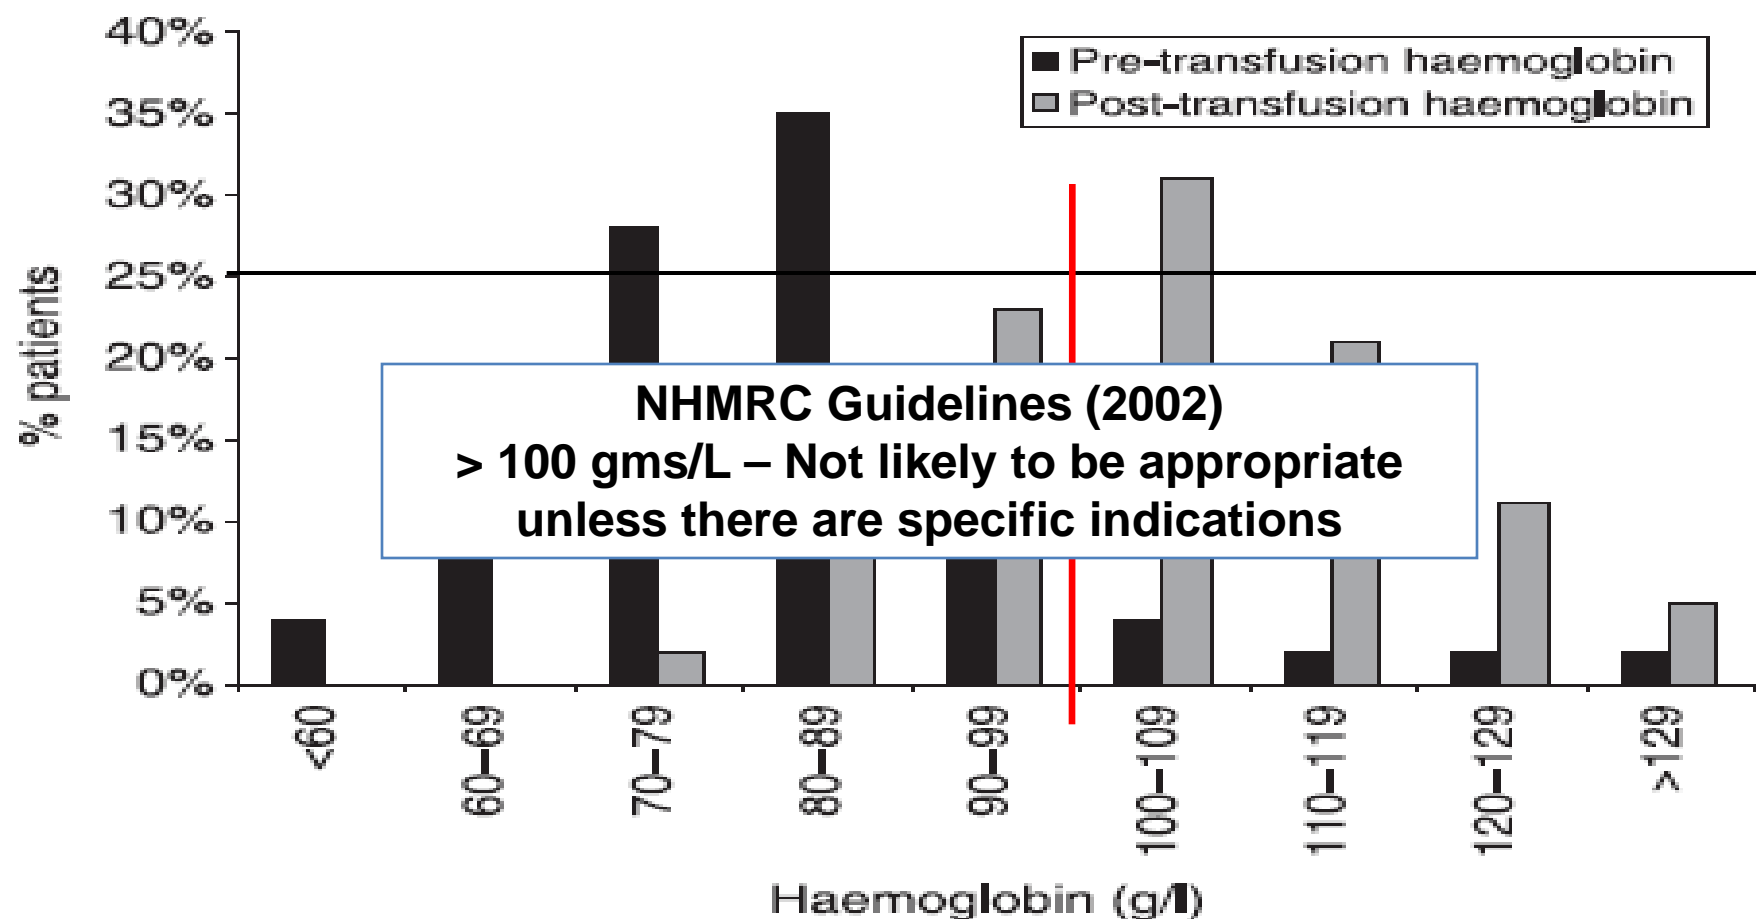 40%
35%
30%
25%
20%
15%
10%
5%
0%
% patients
Pre-transfusion haemoglobin
Post-transfusion haemoglobin
NHMRC Guidelines (2002)
> 100 gms/L – Not likely to be appropriate
unless there are specific indications
<60
60–69
70–79
80–89
90–99
100–109
110–119
120–129
>129
Haemoglobin (g/l)